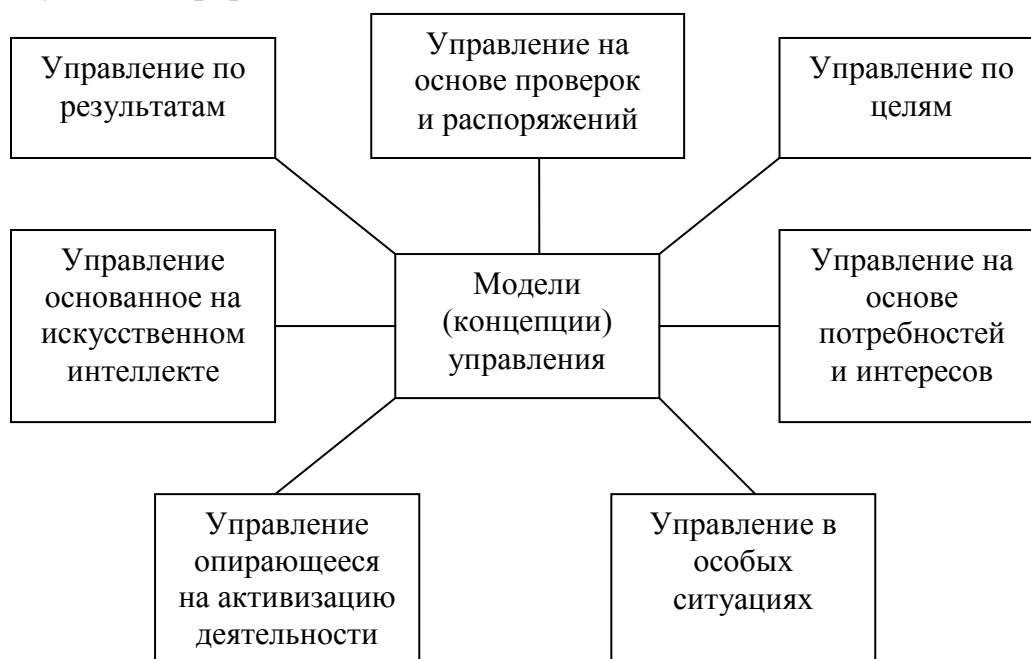 Управление по
результатам
Управление на
основе проверок
и распоряжений
Управление по
целям
Управление
основанное на
искусственном
интеллекте
Модели
(концепции)
управления
Управление на
основе
потребностей
и интересов
Управление
опирающееся
на активизацию
деятельности
Управление в
особых
ситуациях